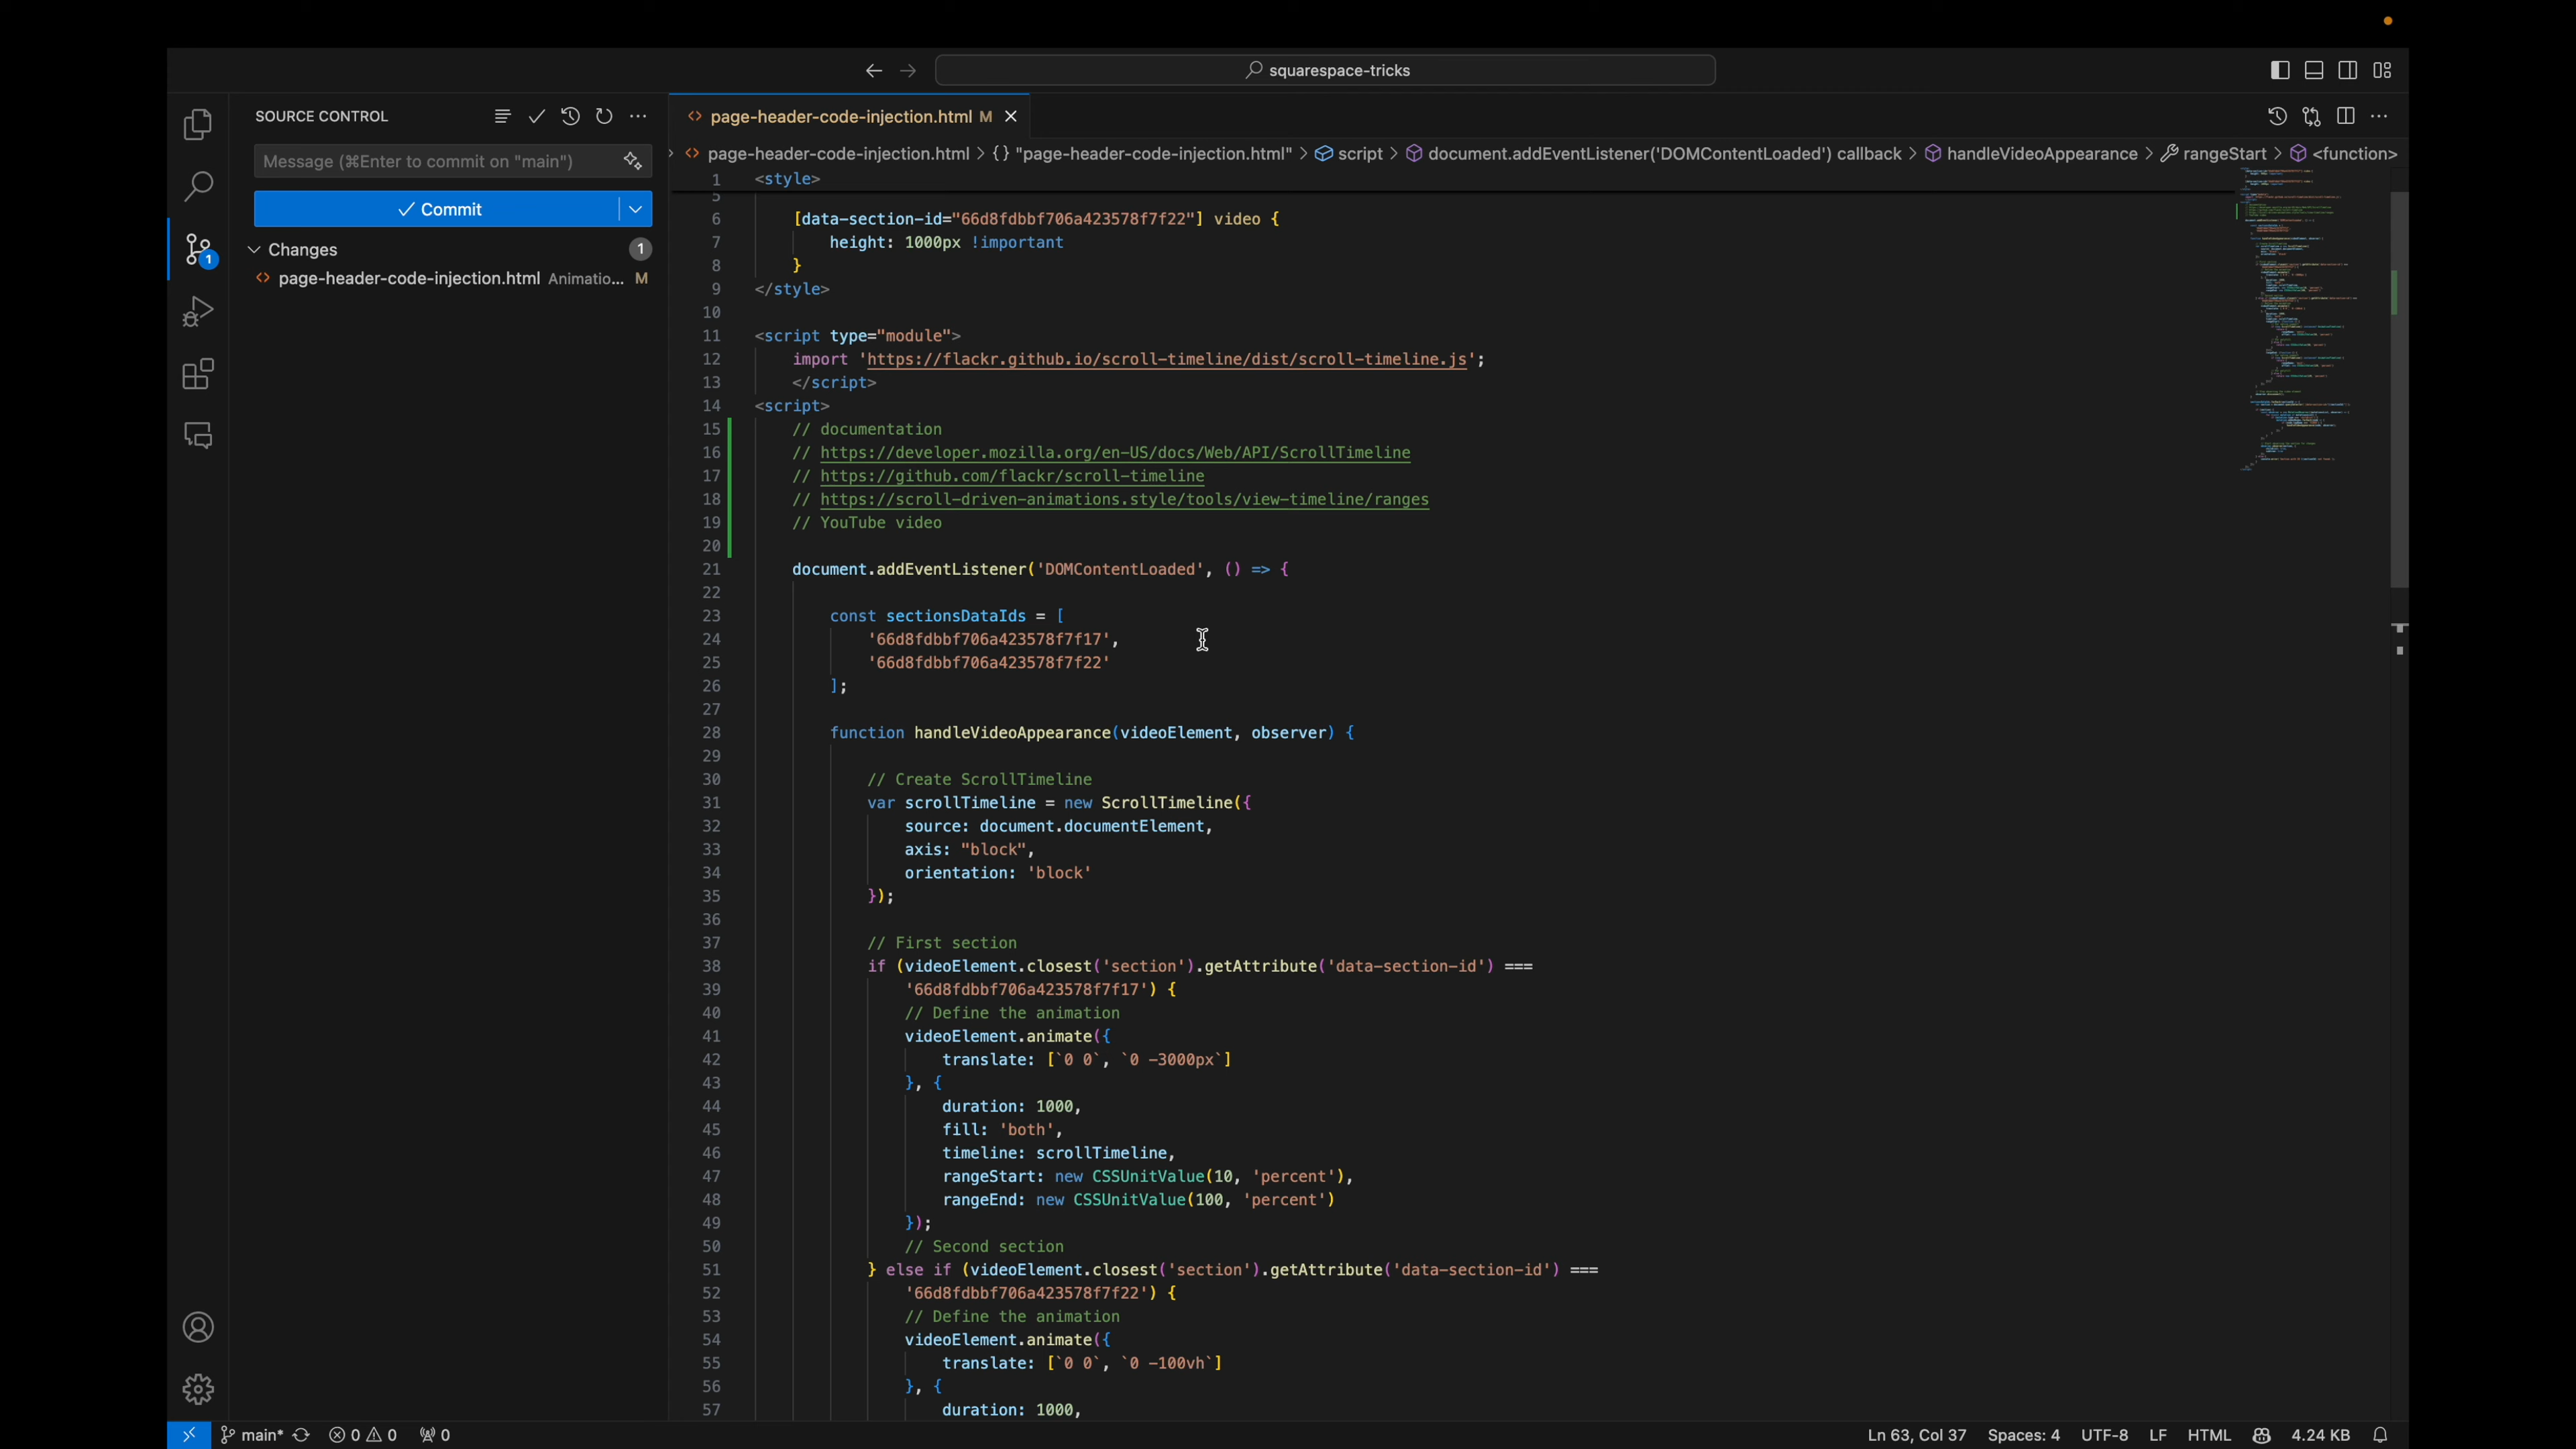 squarespace-tricks
SOURCE CONTROL
Message (⌘Enter to commit on "main")
Commit
Changes 1
page-header-code-injection.html Animatio... M
1
page-header-code-injection.html M
page-header-code-injection.html > {} "page-header-code-injection.html" > script > document.addEventListener('DOMContentLoaded') callback > handleVideoAppearance > rangeStart > <function>
1 <style>
5
6 [data-section-id="66d8fdbbf706a423578f7f22"] video {
7 height: 1000px !important
8 }
9 </style>
10
11 <script type="module">
12 import 'https://flackr.github.io/scroll-timeline/dist/scroll-timeline.js';
13 </script>
14 <script>
15 // documentation
16 // https://developer.mozilla.org/en-US/docs/Web/API/ScrollTimeline
17 // https://github.com/flackr/scroll-timeline
18 // https://scroll-driven-animations.style/tools/view-timeline/ranges
19 // YouTube video
20
21 document.addEventListener('DOMContentLoaded', () => {
22
23 const sectionsDataIds = [
24 '66d8fdbbf706a423578f7f17',
25 '66d8fdbbf706a423578f7f22'
26 ];
27
28 function handleVideoAppearance(videoElement, observer) {
29
30 // Create ScrollTimeline
31 var scrollTimeline = new ScrollTimeline({
32 source: document.documentElement,
33 axis: "block",
34 orientation: 'block'
35 });
36
37 // First section
38 if (videoElement.closest('section').getAttribute('data-section-id') ===
39 '66d8fdbbf706a423578f7f17') {
40 // Define the animation
41 videoElement.animate({
42 translate: [`0 0`, `0 -3000px`]
43 }, {
44 duration: 1000,
45 fill: 'both',
46 timeline: scrollTimeline,
47 rangeStart: new CSSUnitValue(10, 'percent'),
48 rangeEnd: new CSSUnitValue(100, 'percent')
49 });
50 // Second section
51 } else if (videoElement.closest('section').getAttribute('data-section-id') ===
52 '66d8fdbbf706a423578f7f22') {
53 // Define the animation
54 videoElement.animate({
55 translate: [`0 0`, `0 -100vh`]
56 }, {
57 duration: 1000,
main* 0 0 0 Ln 63, Col 37 Spaces: 4 UTF-8 LF HTML 4.24 KB